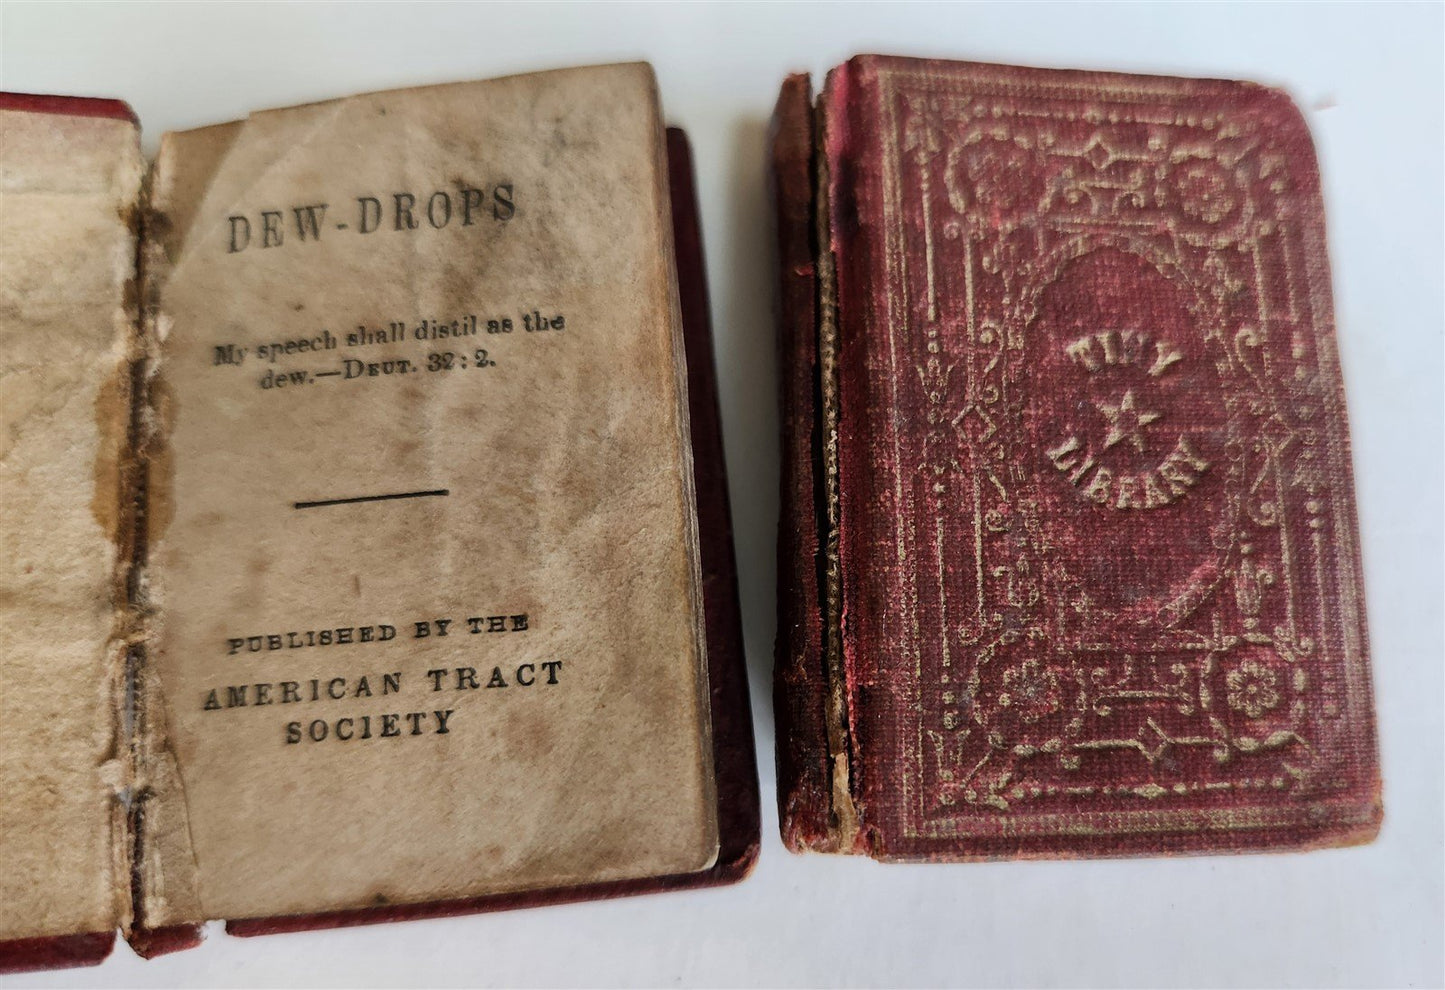 DEW-DROPS
My speech shall distil as the
dew.—DEUT. 32:2.
PUBLISHED BY THE
AMERICAN TRACT
SOCIETY
TINY
LIBRARY